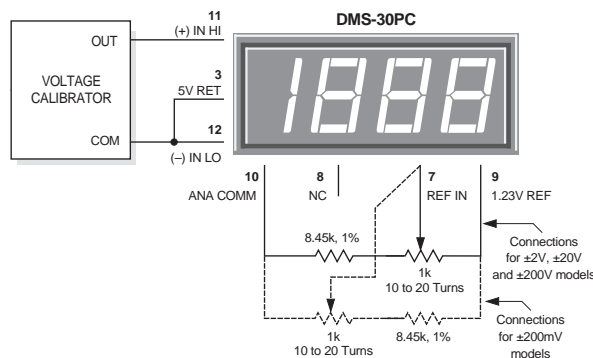 DMS-30PC
11
(+) IN HI
OUT
VOLTAGE
CALIBRATOR
3
5V RET
COM
12
(–) IN LO
1888
10
ANA COMM
8
NC
7
REF IN
9
1.23V REF
8.45k, 1%
1k
10 to 20 Turns
Connections
for ±2V, ±20V
and ±200V models
1k
10 to 20 Turns
8.45k, 1%
Connections
for ±200mV
models